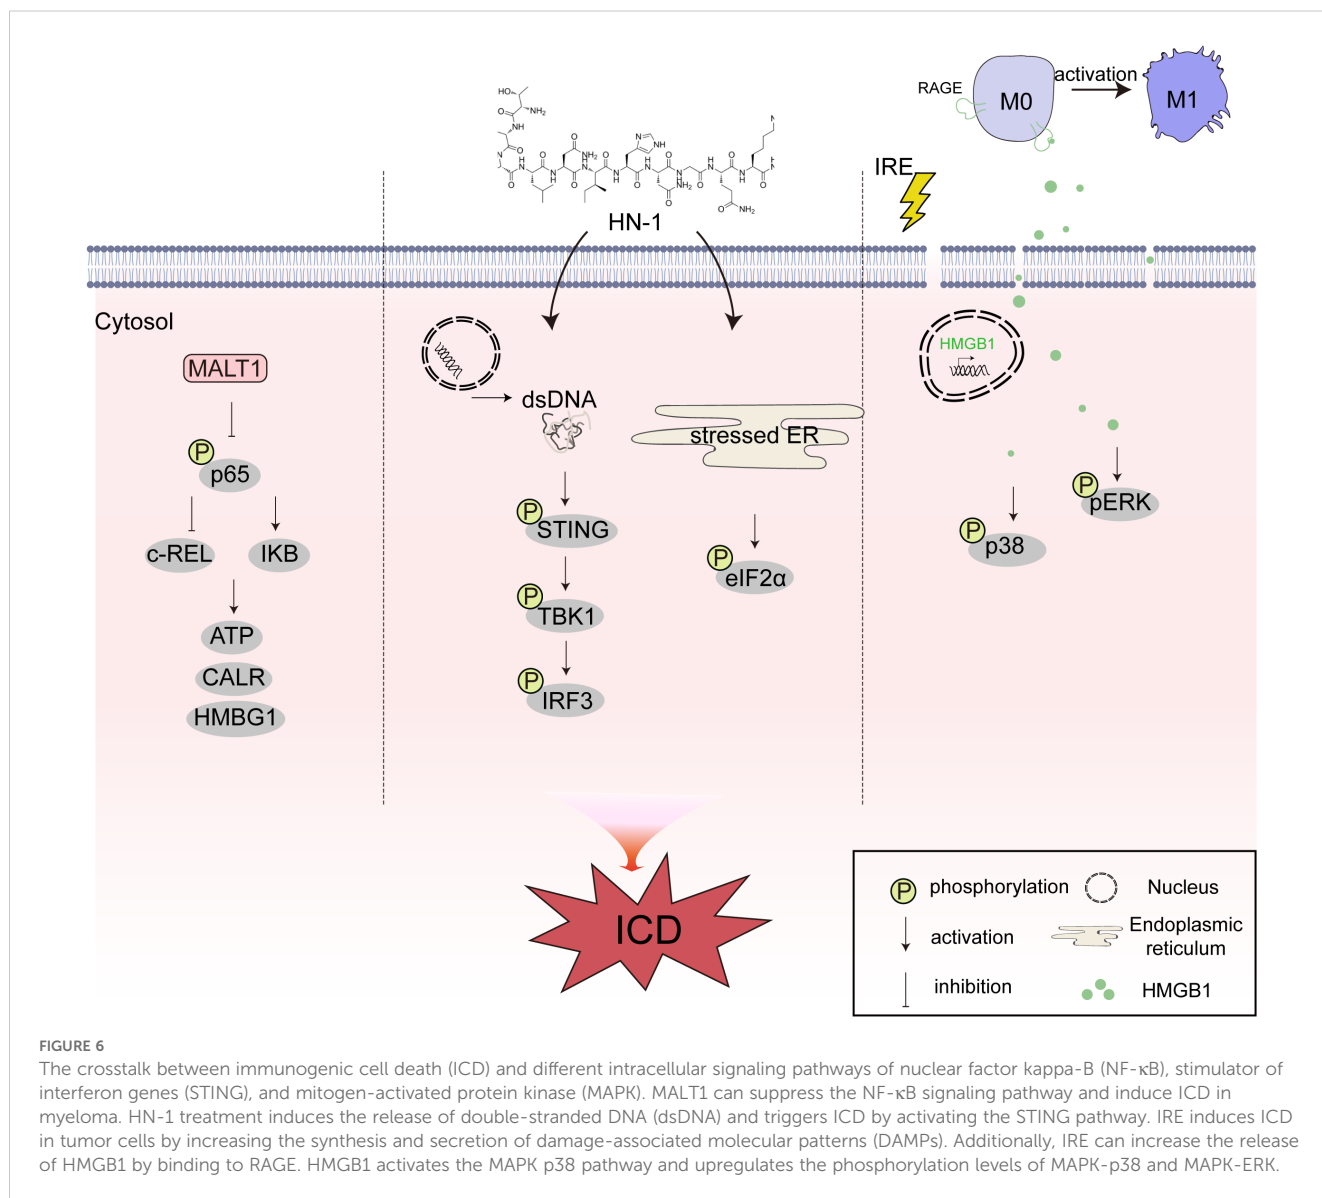 HO
NH₂
O
NH
O
N
O
O
H
N
N
H
O
NH₂
O
H
N
N
H
O
N
NH
H
N
O
O
NH₂
N
H
O
H
N
O
NH₂
O
N
H
O
N
H
HN-1
RAGE
M0
activation
M1
IRE
Cytosol
MALT1
P
p65
c-REL
IKB
ATP
CALR
HMBG1
dsDNA
P
STING
P
TBK1
P
IRF3
stressed ER
P
eIF2α
HMGB1
P
p38
P
pERK
ICD
P
phosphorylation
Nucleus
activation
Endoplasmic
reticulum
inhibition
HMGB1
FIGURE 6
The crosstalk between immunogenic cell death (ICD) and different intracellular signaling pathways of nuclear factor kappa-B (NF-κB), stimulator of
interferon genes (STING), and mitogen-activated protein kinase (MAPK). MALT1 can suppress the NF-κB signaling pathway and induce ICD in
myeloma. HN-1 treatment induces the release of double-stranded DNA (dsDNA) and triggers ICD by activating the STING pathway. IRE induces ICD
in tumor cells by increasing the synthesis and secretion of damage-associated molecular patterns (DAMPs). Additionally, IRE can increase the release
of HMGB1 by binding to RAGE. HMGB1 activates the MAPK p38 pathway and upregulates the phosphorylation levels of MAPK-p38 and MAPK-ERK.